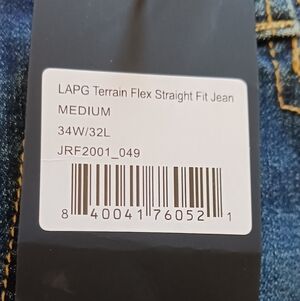 LAPG Terrain Flex Straight Fit Jean
MEDIUM
34W/32L
JRF2001_049
8 40041 76052 1